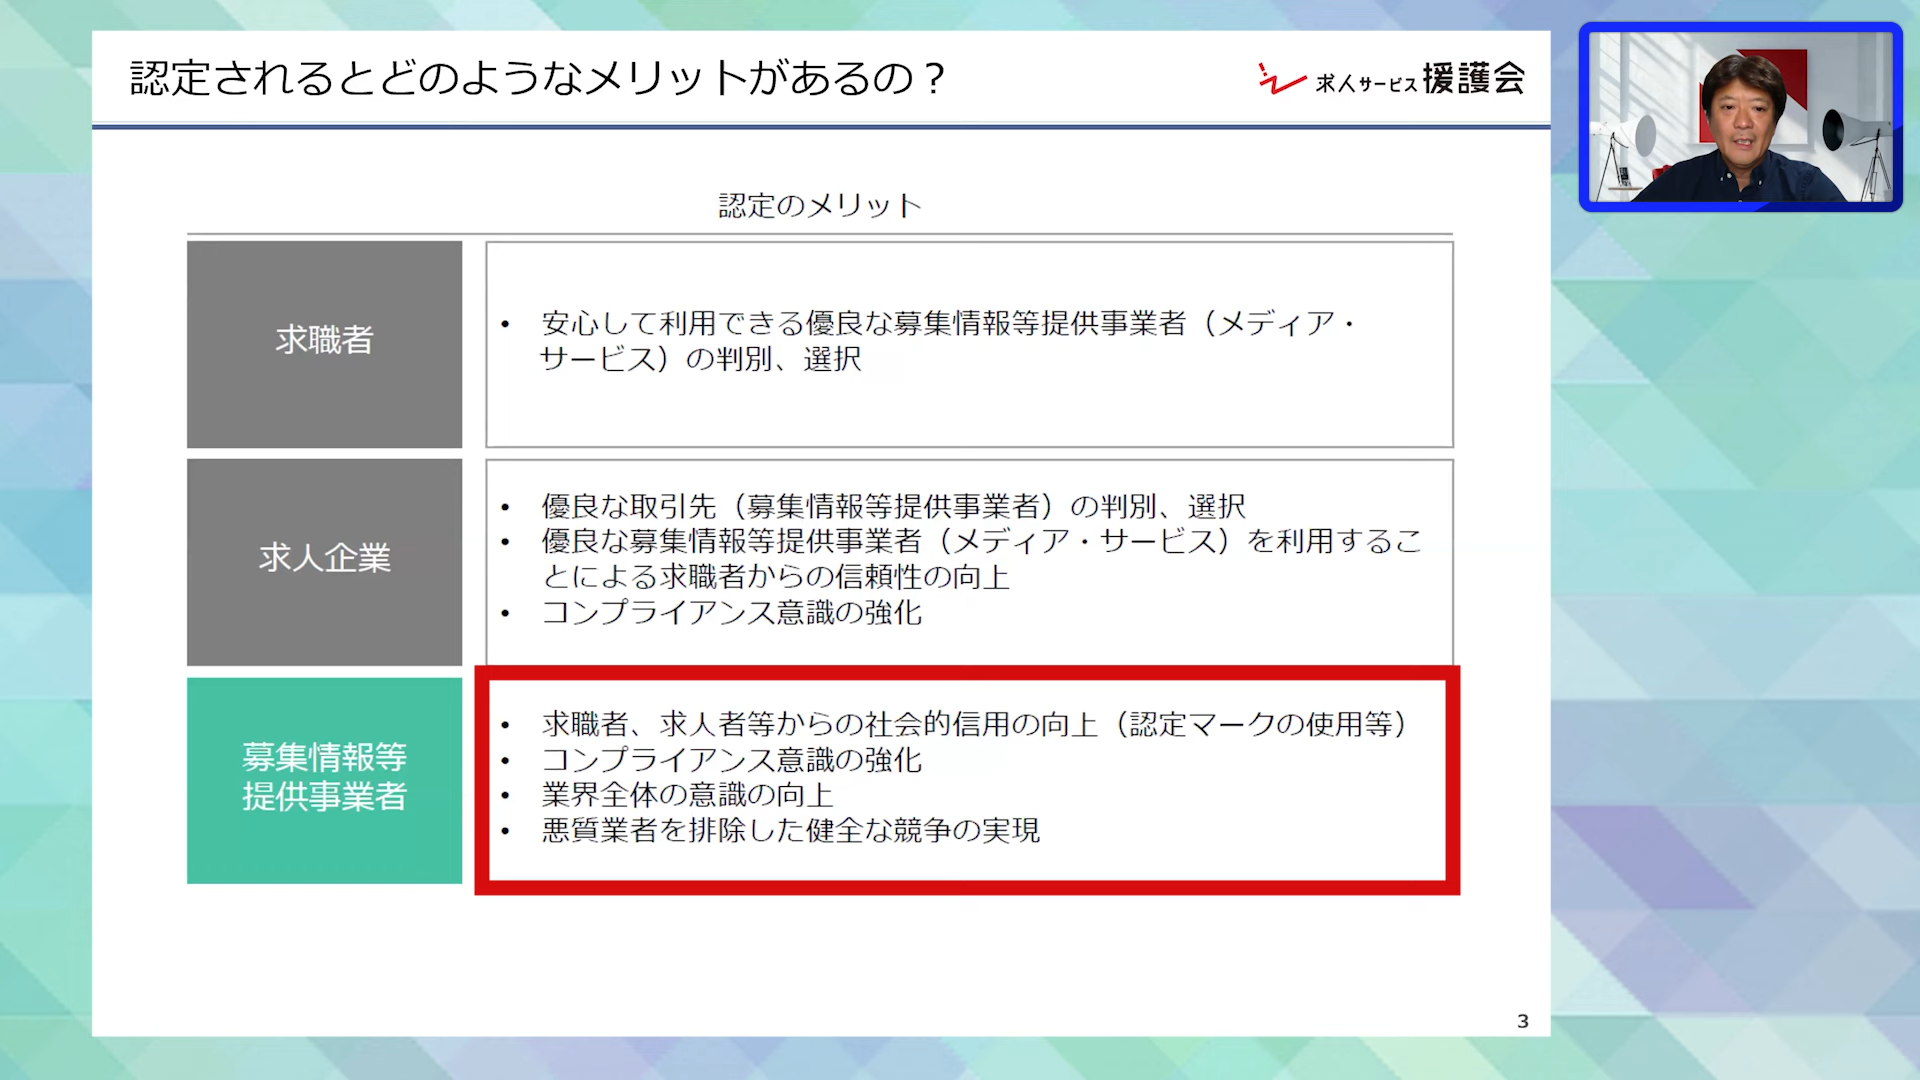 認定されるとどのようなメリットがあるの？
求人サービス援護会
認定のメリット
求職者
• 安心して利用できる優良な募集情報等提供事業者（メディア・
サービス）の判別、選択
求人企業
• 優良な取引先（募集情報等提供事業者）の判別、選択
• 優良な募集情報等提供事業者（メディア・サービス）を利用するこ
とによる求職者からの信頼性の向上
• コンプライアンス意識の強化
募集情報等
提供事業者
• 求職者、求人者等からの社会的信用の向上（認定マークの使用等）
• コンプライアンス意識の強化
• 業界全体の意識の向上
• 悪質業者を排除した健全な競争の実現
3